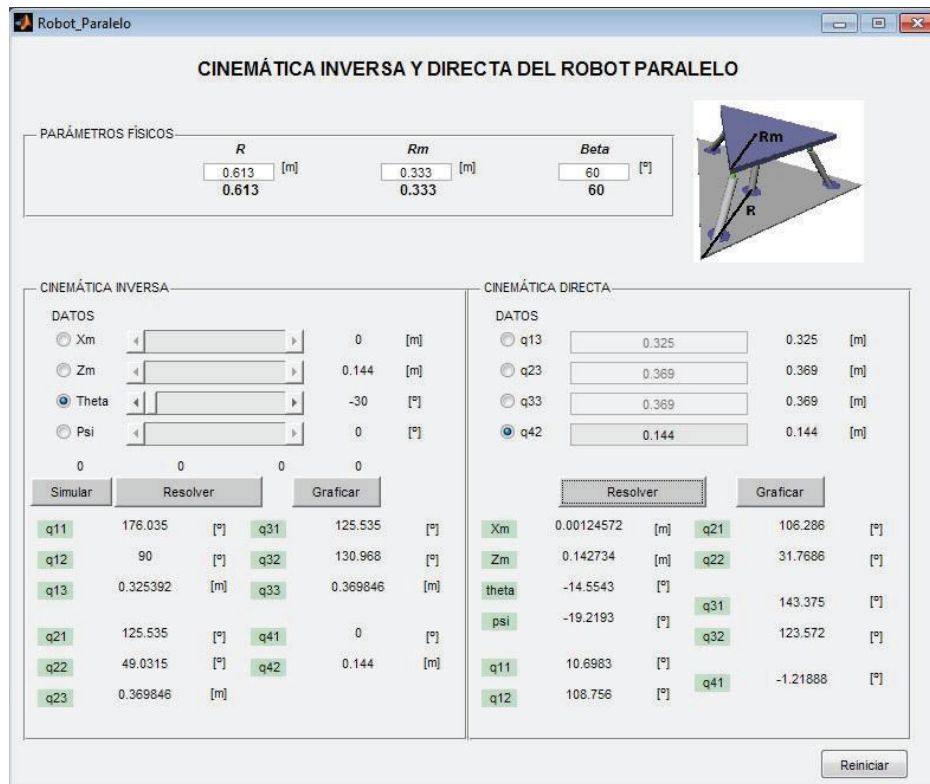 Robot_Paralelo
CINEMÁTICA INVERSA Y DIRECTA DEL ROBOT PARALELO
PARÁMETROS FÍSICOS
R Rm Beta
0.613 [m] 0.333 [m] 60 [º]
0.613 0.333 60
Rm
R
CINEMÁTICA INVERSA
DATOS
Xm 0 [m]
Zm 0.144 [m]
Theta -30 [º]
Psi 0 [º]
0 0 0 0
Simular Resolver Graficar
q11 176.035 [º] q31 125.535 [º]
q12 90 [º] q32 130.968 [º]
q13 0.325392 [m] q33 0.369846 [m]
q21 125.535 [º] q41 0 [º]
q22 49.0315 [º] q42 0.144 [m]
q23 0.369846 [m]
CINEMÁTICA DIRECTA
DATOS
q13 0.325 0.325 [m]
q23 0.369 0.369 [m]
q33 0.369 0.369 [m]
q42 0.144 0.144 [m]
Resolver Graficar
Xm 0.00124572 [m] q21 106.286 [º]
Zm 0.142734 [m] q22 31.7686 [º]
theta -14.5543 [º]
q31 143.375 [º]
psi -19.2193 [º]
q32 123.572 [º]
q11 10.6983 [º]
q41 -1.21888 [º]
q12 108.756 [º]
Reiniciar